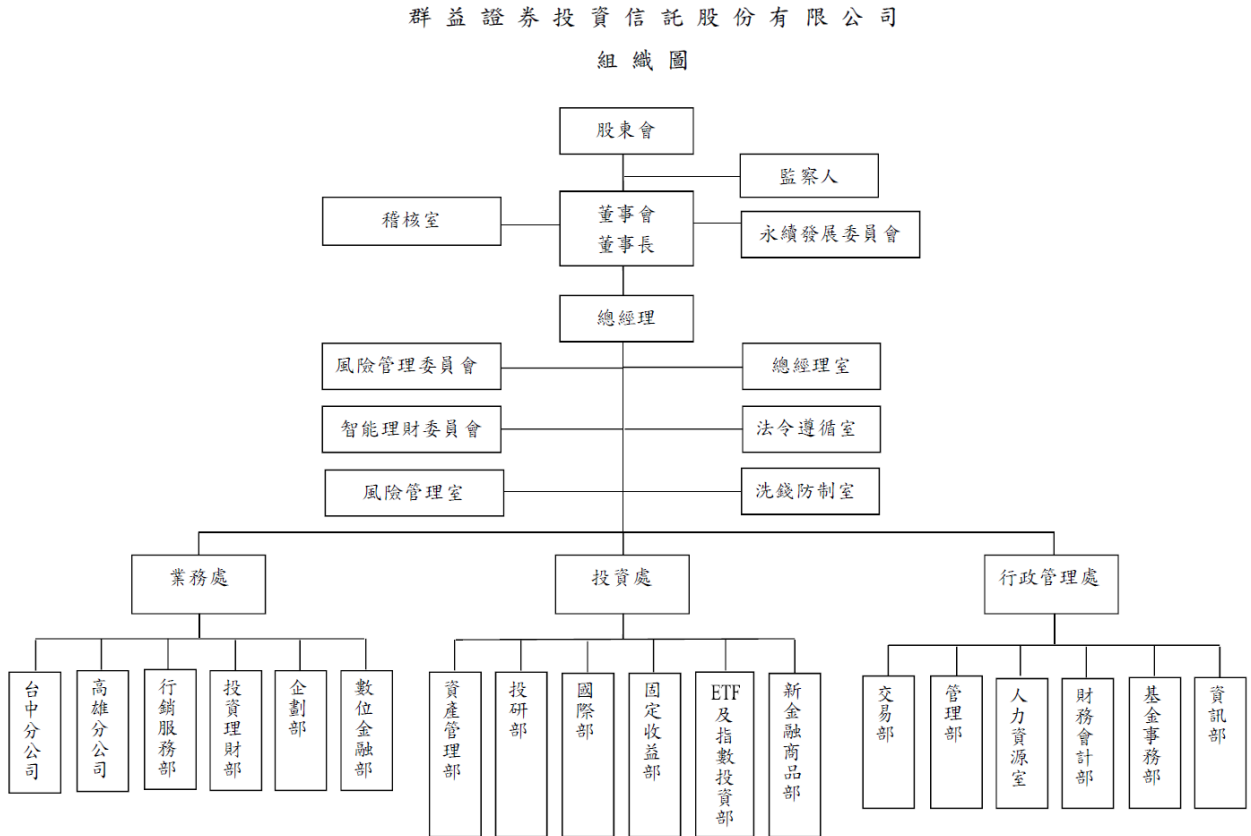 群益證券投資信託股份有限公司
組織圖
股東會
監察人
稽核室
董事會
董事長
永續發展委員會
總經理
風險管理委員會
總經理室
智能理財委員會
法令遵循室
風險管理室
洗錢防制室
業務處
投資處
行政管理處
台中分公司
高雄分公司
行銷服務部
投資理財部
企劃部
數位金融部
資產管理部
投研部
國際部
固定收益部
ETF及指數投資部
新金融商品部
交易部
管理部
人力資源室
財務會計部
基金事務部
資訊部